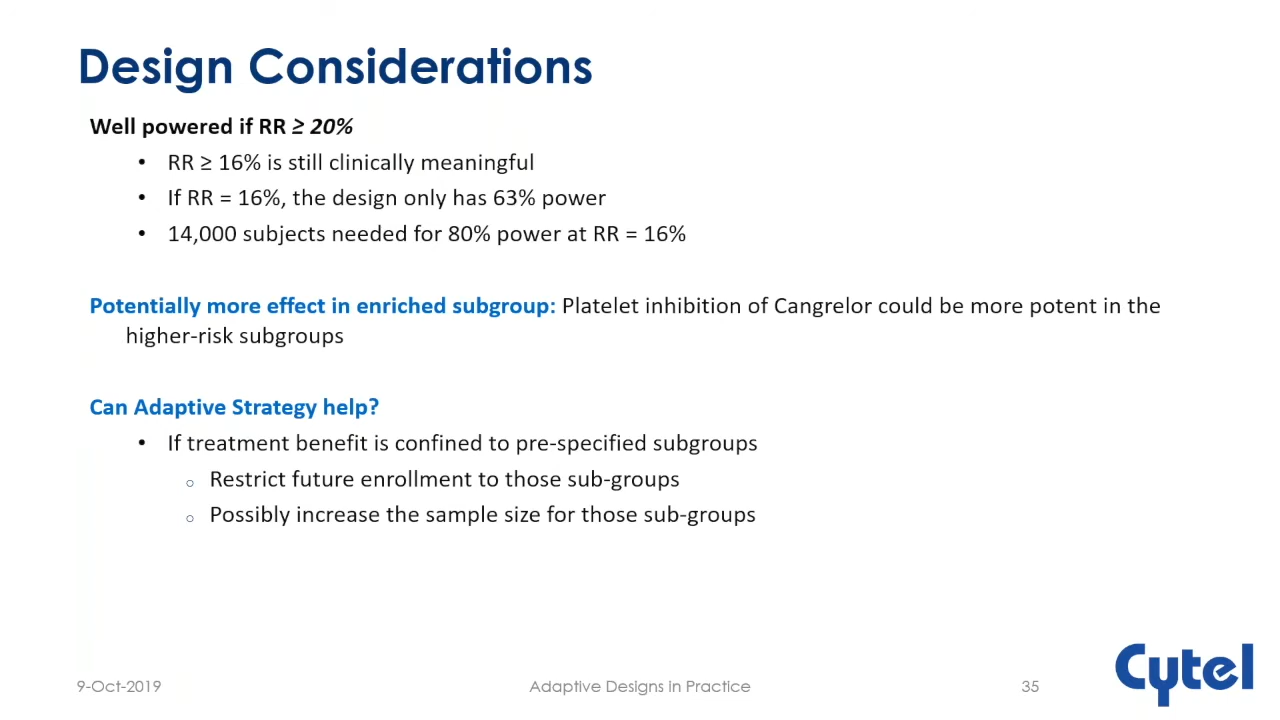 Design Considerations
Well powered if RR ≥ 20%
• RR ≥ 16% is still clinically meaningful
• If RR = 16%, the design only has 63% power
• 14,000 subjects needed for 80% power at RR = 16%
Potentially more effect in enriched subgroup: Platelet inhibition of Cangrelor could be more potent in the
higher-risk subgroups
Can Adaptive Strategy help?
• If treatment benefit is confined to pre-specified subgroups
○ Restrict future enrollment to those sub-groups
○ Possibly increase the sample size for those sub-groups
9-Oct-2019
Adaptive Designs in Practice
35
Cytel